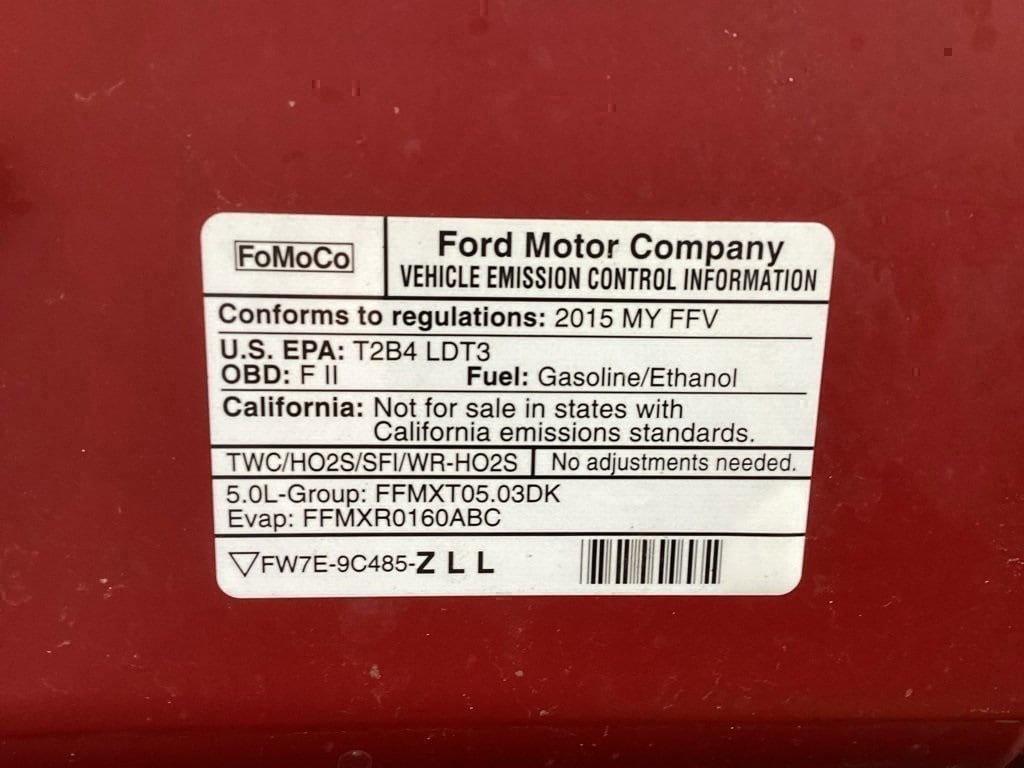 FoMoCo
Ford Motor Company
VEHICLE EMISSION CONTROL INFORMATION
Conforms to regulations: 2015 MY FFV
U.S. EPA: T2B4 LDT3
OBD: F II Fuel: Gasoline/Ethanol
California: Not for sale in states with
California emissions standards.
TWC/HO2S/SFI/WR-HO2S No adjustments needed.
5.0L-Group: FFMXT05.03DK
Evap: FFMXR0160ABC
FW7E-9C485-Z L L